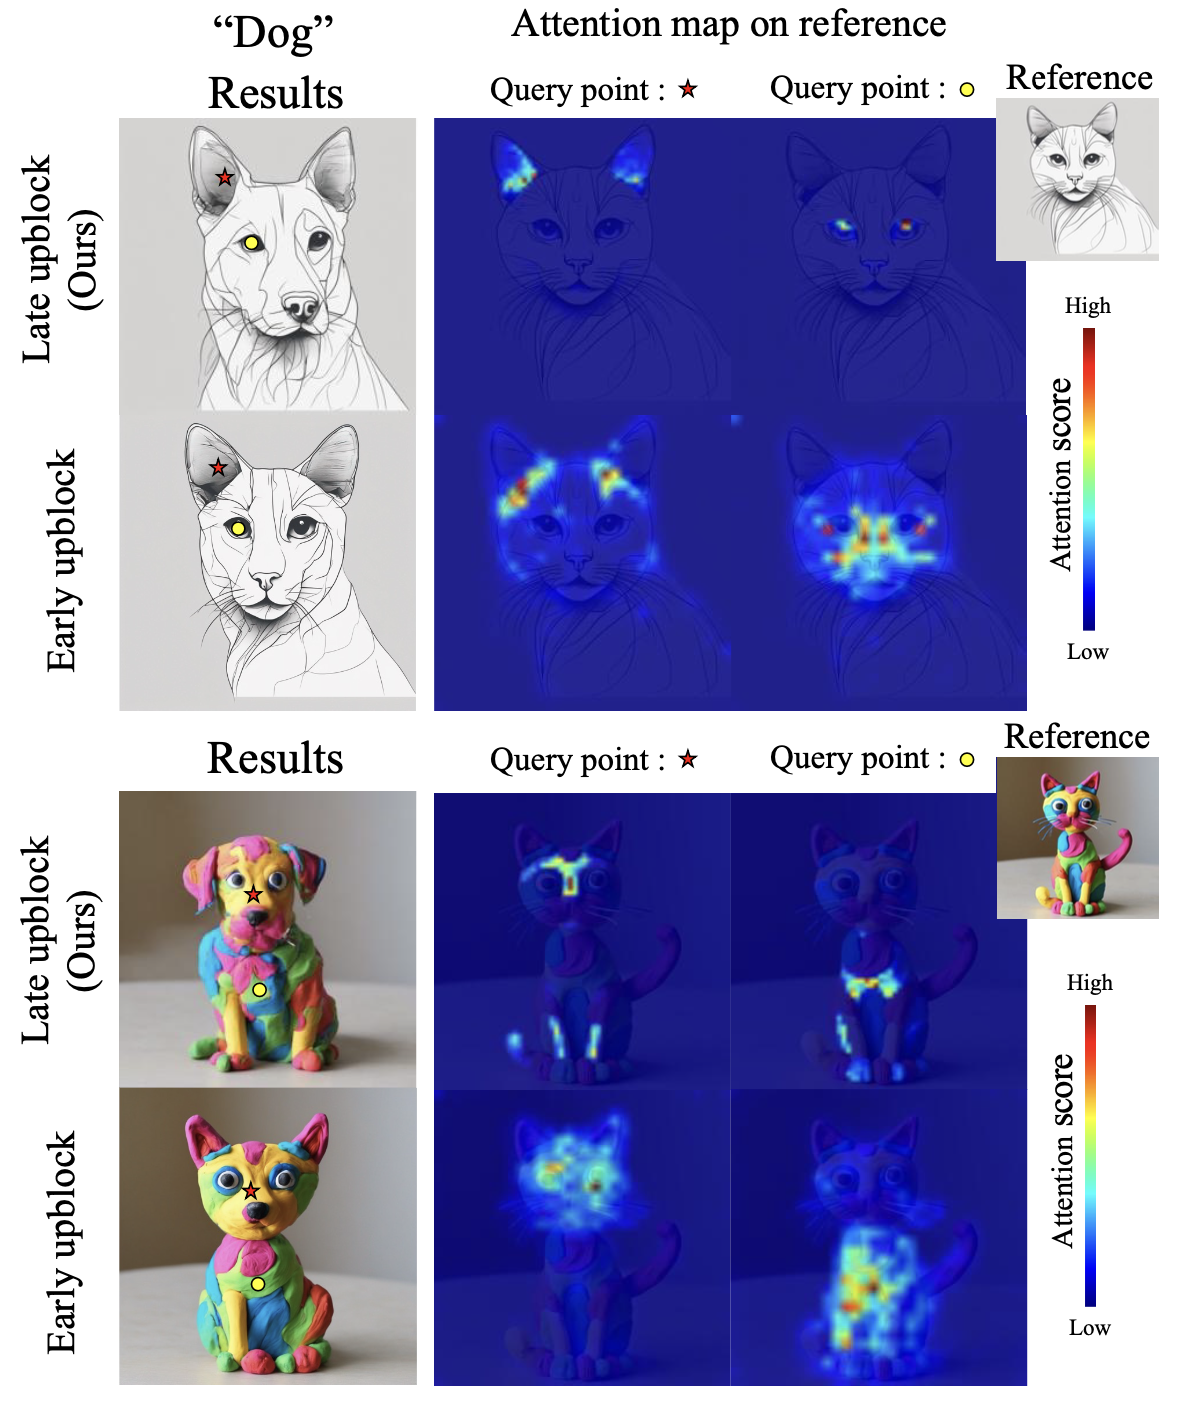 “Dog”
Attention map on reference
Results
Query point :
Query point :
Reference
Late upblock
(Ours)
High
Attention score
Low
Early upblock
Results
Query point :
Query point :
Reference
Late upblock
(Ours)
High
Attention score
Low
Early upblock